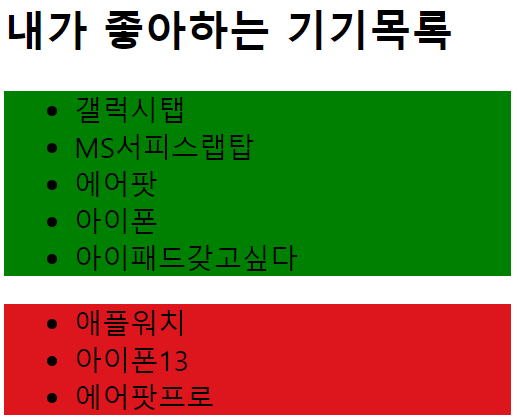 내가 좋아하는 기기목록
갤럭시탭
MS서피스랩탑
에어팟
아이폰
아이패드갖고싶다
애플워치
아이폰13
에어팟프로